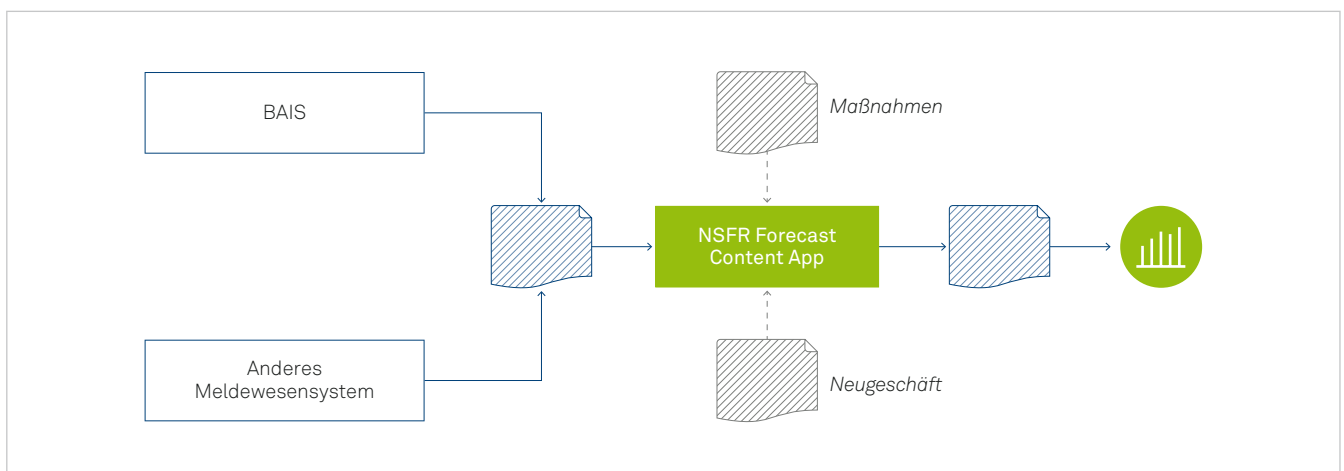 BAIS
Maßnahmen
NSFR Forecast
Content App
Anderes
Meldewesensystem
Neugeschäft